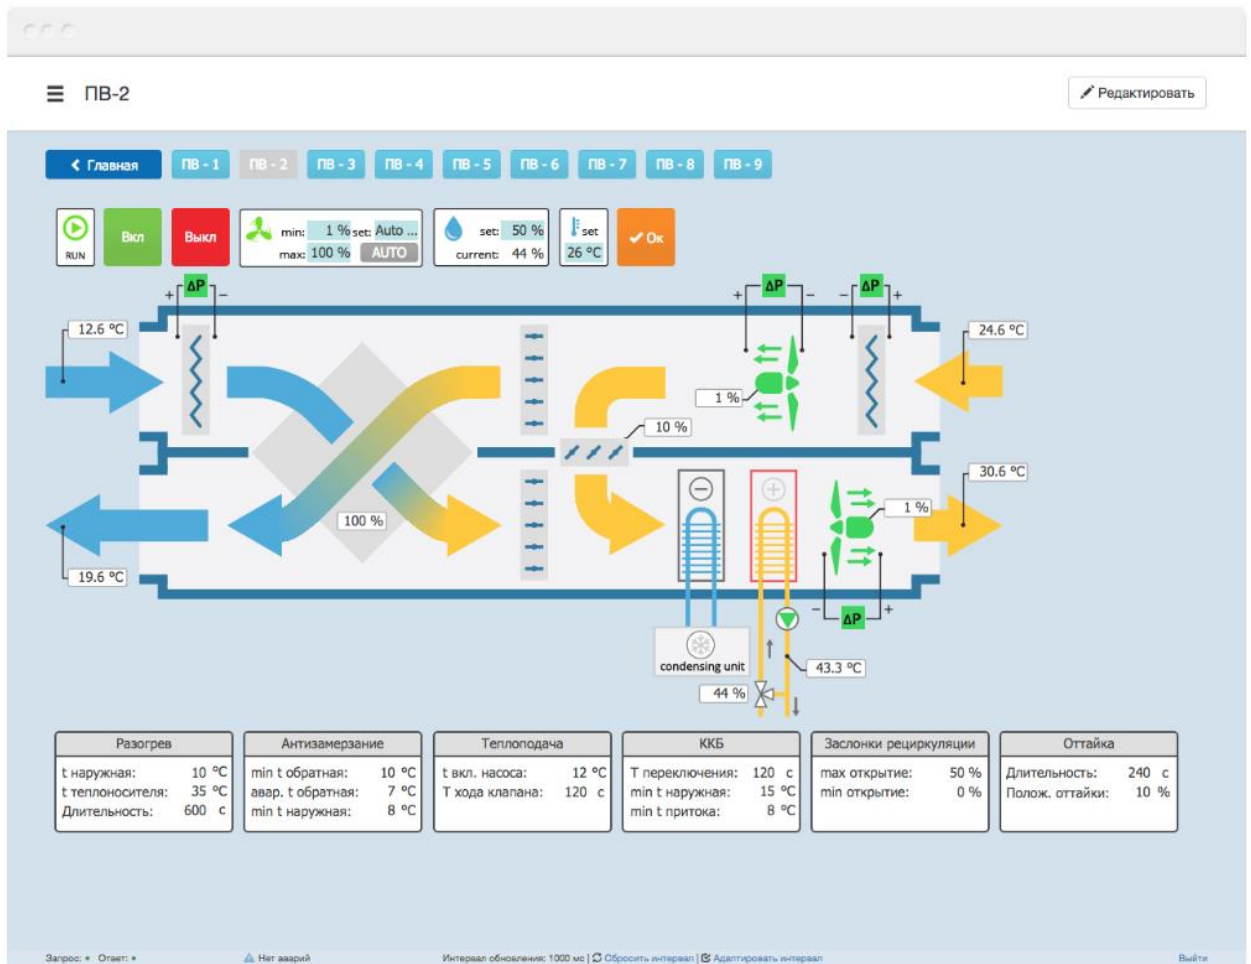 ПВ-2
Редактировать
Главная ПВ - 1 ПВ - 2 ПВ - 3 ПВ - 4 ПВ - 5 ПВ - 6 ПВ - 7 ПВ - 8 ПВ - 9
RUN
Вкл
Выкл
min: 1 % set: Auto ...
max: 100 % AUTO
set: 50 %
current: 44 %
set
26 °C
Ок
+ ΔP −
+ ΔP −
− ΔP +
12.6 °C
24.6 °C
1 %
10 %
30.6 °C
1 %
100 %
19.6 °C
− ΔP +
condensing unit
43.3 °C
44 %
Разогрев
t наружная: 10 °C
t теплоносителя: 35 °C
Длительность: 600 с
Антизамерзание
min t обратная: 10 °C
авар. t обратная: 7 °C
min t наружная: 8 °C
Теплоподача
t вкл. насоса: 12 °C
T хода клапана: 120 с
ККБ
T переключения: 120 с
min t наружная: 15 °C
min t притока: 8 °C
Заслонки рециркуляции
max открытие: 50 %
min открытие: 0 %
Оттайка
Длительность: 240 с
Полож. оттайки: 10 %
Запрос: Ответ: Нет аварий Интервал обновления: 1000 мс | Сбросить интервал | Адаптировать интервал Выйти